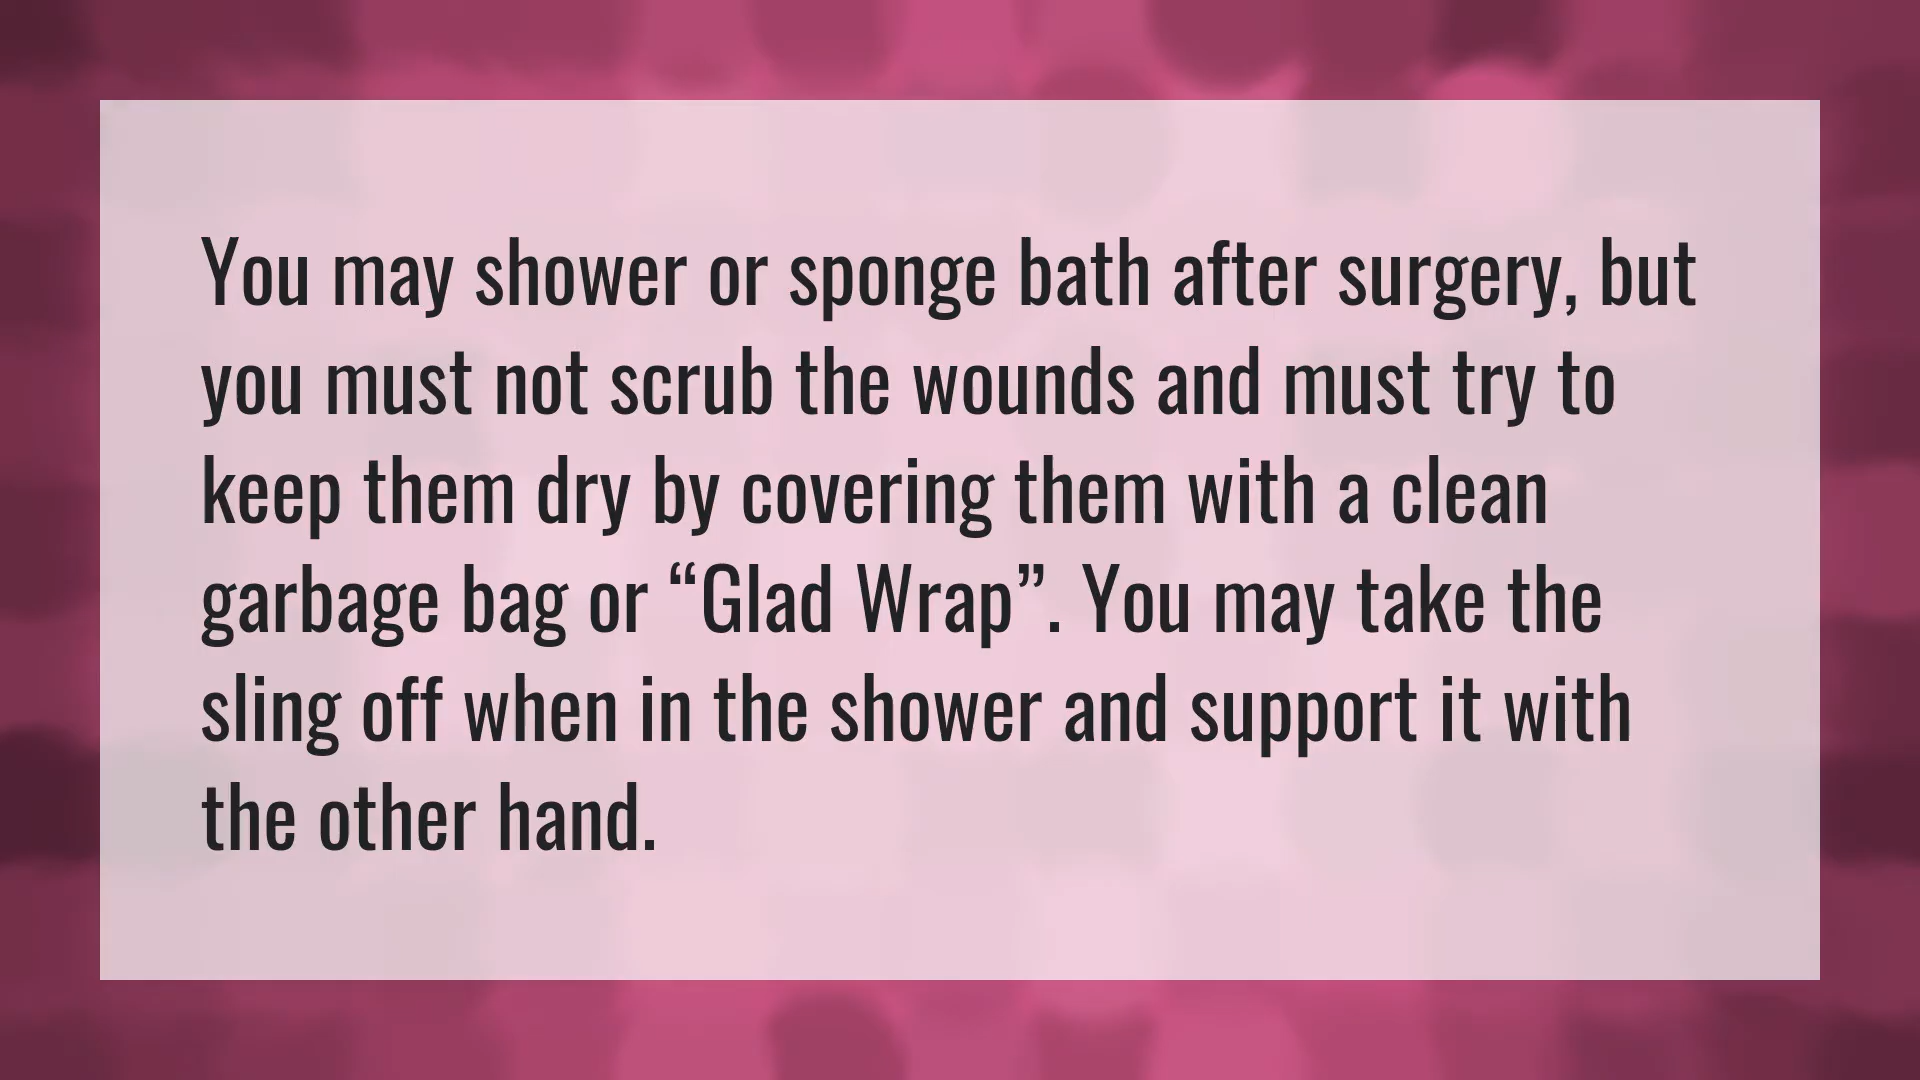 You may shower or sponge bath after surgery, but
you must not scrub the wounds and must try to
keep them dry by covering them with a clean
garbage bag or “Glad Wrap”. You may take the
sling off when in the shower and support it with
the other hand.